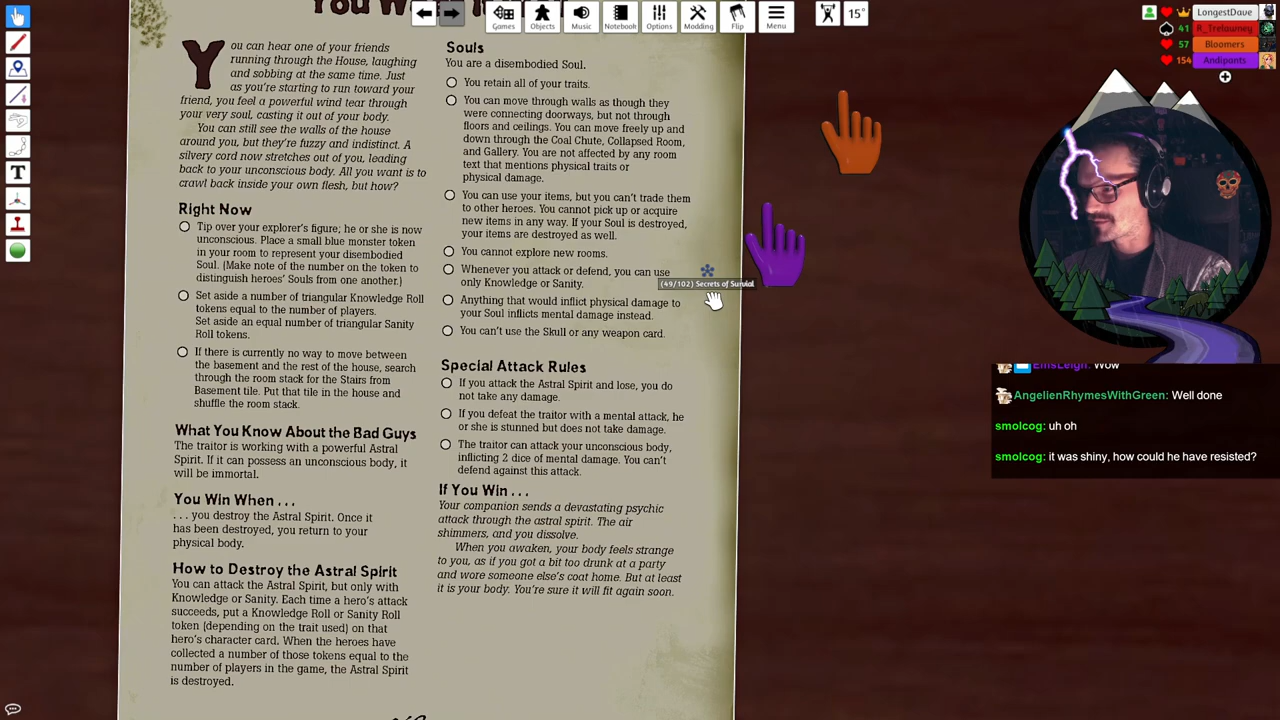 Games
Objects
Music
Notebook
Options
Modding
Flip
Menu
15°
LongestDave
41 R_Trelawney
57 Bloomers
154 Andipants
You
You can hear one of your friends
running through the House, laughing
and sobbing at the same time. Just
as you're starting to run toward your
friend, you feel a powerful wind tear through
your very soul, casting it out of your body.
You can still see the walls of the house
around you, but they're fuzzy and indistinct. A
silvery cord now stretches out of you, leading
back to your unconscious body. All you want is to
crawl back inside your own flesh, but how?
Right Now
Tip over your explorer's figure; he or she is now
unconscious. Place a small blue monster token
in your room to represent your disembodied
Soul. (Make note of the number on the token to
distinguish heroes' Souls from one another.)
Set aside a number of triangular Knowledge Roll
tokens equal to the number of players.
Set aside an equal number of triangular Sanity
Roll tokens.
If there is currently no way to move between
the basement and the rest of the house, search
through the room stack for the Stairs from
Basement tile. Put that tile in the house and
shuffle the room stack.
What You Know About the Bad Guys
The traitor is working with a powerful Astral
Spirit. If it can possess an unconscious body, it
will be immortal.
You Win When . . .
. . . you destroy the Astral Spirit. Once it
has been destroyed, you return to your
physical body.
How to Destroy the Astral Spirit
You can attack the Astral Spirit, but only with
Knowledge or Sanity. Each time a hero's attack
succeeds, put a Knowledge Roll or Sanity Roll
token (depending on the trait used) on that
hero's character card. When the heroes have
collected a number of those tokens equal to the
number of players in the game, the Astral Spirit
is destroyed.
Souls
You are a disembodied Soul.
You retain all of your traits.
You can move through walls as though they
were connecting doorways, but not through
floors and ceilings. You can move freely up and
down through the Coal Chute, Collapsed Room,
and Gallery. You are not affected by any room
text that mentions physical traits or
physical damage.
You can use your items, but you can't trade them
to other heroes. You cannot pick up or acquire
new items in any way. If your Soul is destroyed,
your items are destroyed as well.
You cannot explore new rooms.
Whenever you attack or defend, you can use
only Knowledge or Sanity.
(49/102) Secrets of Survial
Anything that would inflict physical damage to
your Soul inflicts mental damage instead.
You can't use the Skull or any weapon card.
Special Attack Rules
If you attack the Astral Spirit and lose, you do
not take any damage.
If you defeat the traitor with a mental attack, he
or she is stunned but does not take damage.
The traitor can attack your unconscious body,
inflicting 2 dice of mental damage. You can't
defend against this attack.
If You Win . . .
Your companion sends a devastating psychic
attack through the astral spirit. The air
shimmers, and you dissolve.
When you awaken, your body feels strange
to you, as if you got a bit too drunk at a party
and wore someone else's coat home. But at least
it is your body. You're sure it will fit again soon.
T
EmsLeigh: Wow
AngelienRhymesWithGreen: Well done
smolcog: uh oh
smolcog: it was shiny, how could he have resisted?